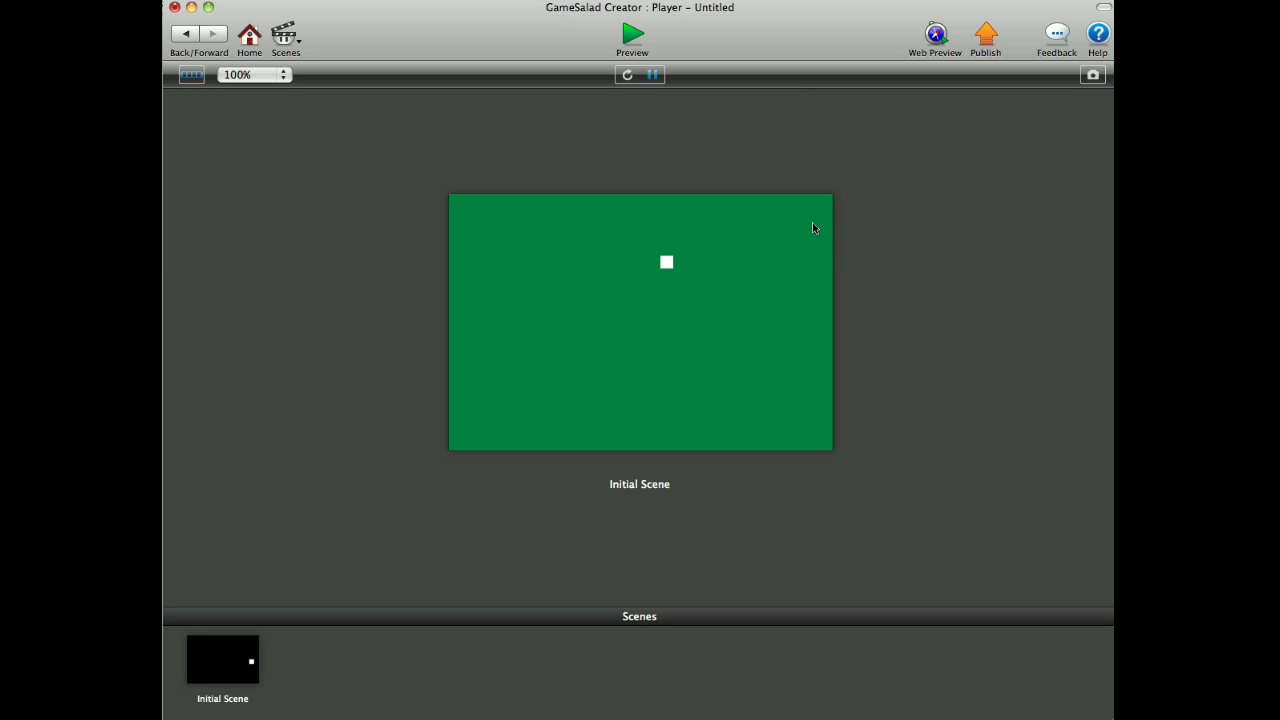 GameSalad Creator : Player – Untitled
Back/Forward Home Scenes Preview Web Preview Publish Feedback Help
100%
Initial Scene
Scenes
Initial Scene